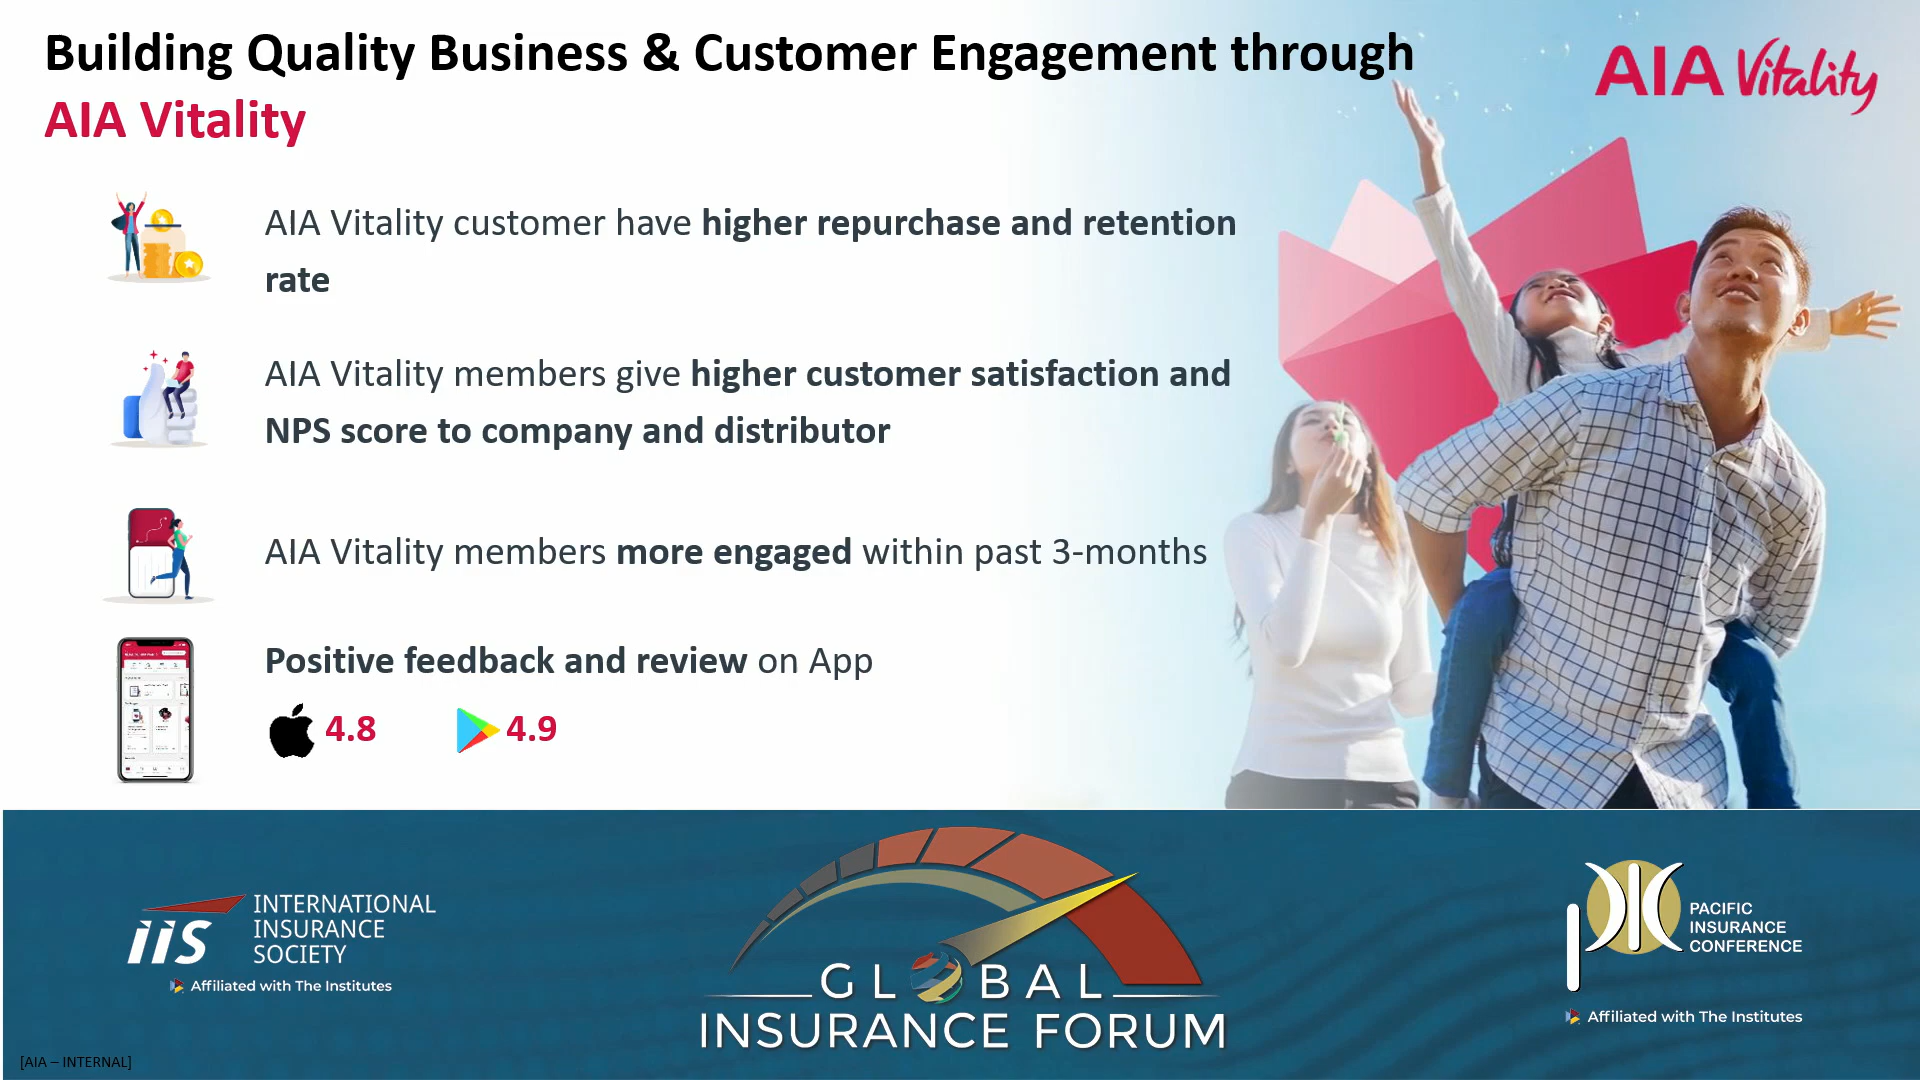 Building Quality Business & Customer Engagement through
AIA Vitality
AIA Vitality
AIA Vitality customer have higher repurchase and retention
rate
AIA Vitality members give higher customer satisfaction and
NPS score to company and distributor
AIA Vitality members more engaged within past 3-months
Positive feedback and review on App
4.8
4.9
iis
INTERNATIONAL
INSURANCE
SOCIETY
Affiliated with The Institutes
GLOBAL
INSURANCE FORUM
pic
PACIFIC
INSURANCE
CONFERENCE
Affiliated with The Institutes
[AIA – INTERNAL]